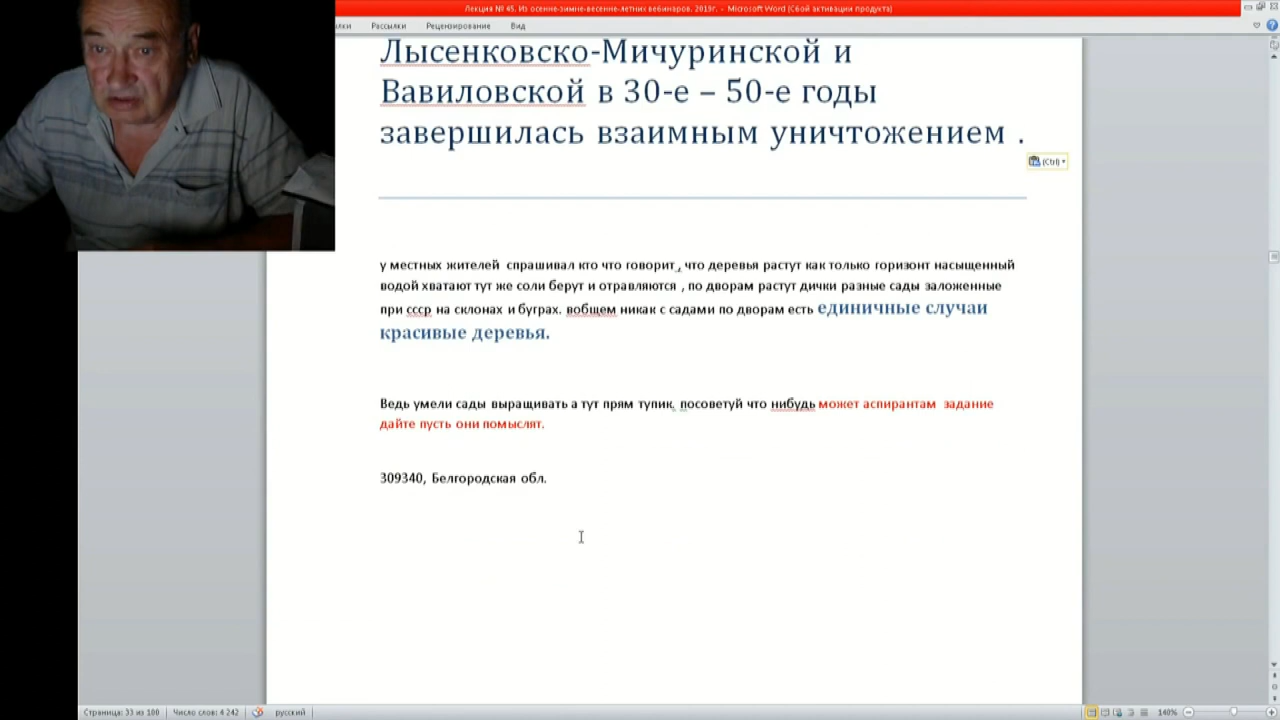 Лекция № 45. Из осенне-зимне-весенне-летних вебинаров. 2019г. - Microsoft Word (Сбой активации продукта)
лки Рассылки Рецензирование Вид
Лысенковско-Мичуринской и
Вавиловской в 30-е – 50-е годы
завершилась взаимным уничтожением .
(Ctrl)
у местных жителей спрашивал кто что говорит , что деревья растут как только горизонт насыщенный
водой хватают тут же соли берут и отравляются , по дворам растут дички разные сады заложенные
при ссср на склонах и буграх. вобщем никак с садами по дворам есть единичные случаи
красивые деревья.
Ведь умели сады выращивать а тут прям тупик. посоветуй что нибудь может аспирантам задание
дайте пусть они помыслят.
309340, Белгородская обл.
Страница: 33 из 100 Число слов: 4 242 русский 140%